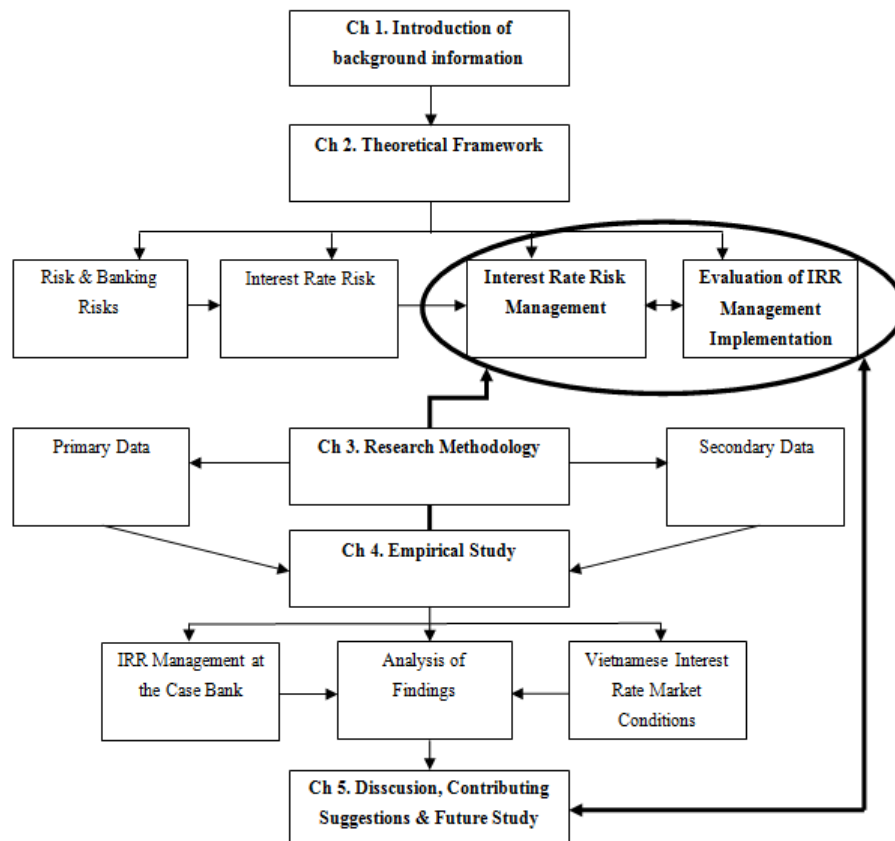 Ch 1. Introduction of
background information
Ch 2. Theoretical Framework
Risk & Banking
Risks
Interest Rate Risk
Interest Rate Risk
Management
Evaluation of IRR
Management
Implementation
Primary Data
Ch 3. Research Methodology
Secondary Data
Ch 4. Empirical Study
IRR Management at
the Case Bank
Analysis of
Findings
Vietnamese Interest
Rate Market
Conditions
Ch 5. Disscusion, Contributing
Suggestions & Future Study